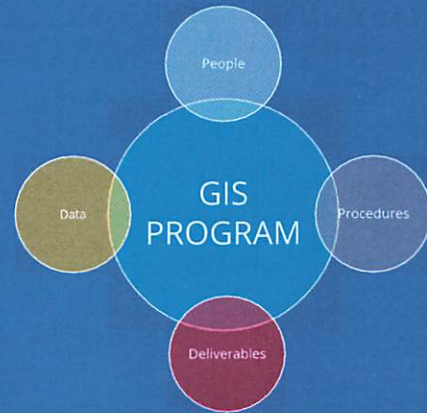 People
Data
GIS
PROGRAM
Procedures
Deliverables